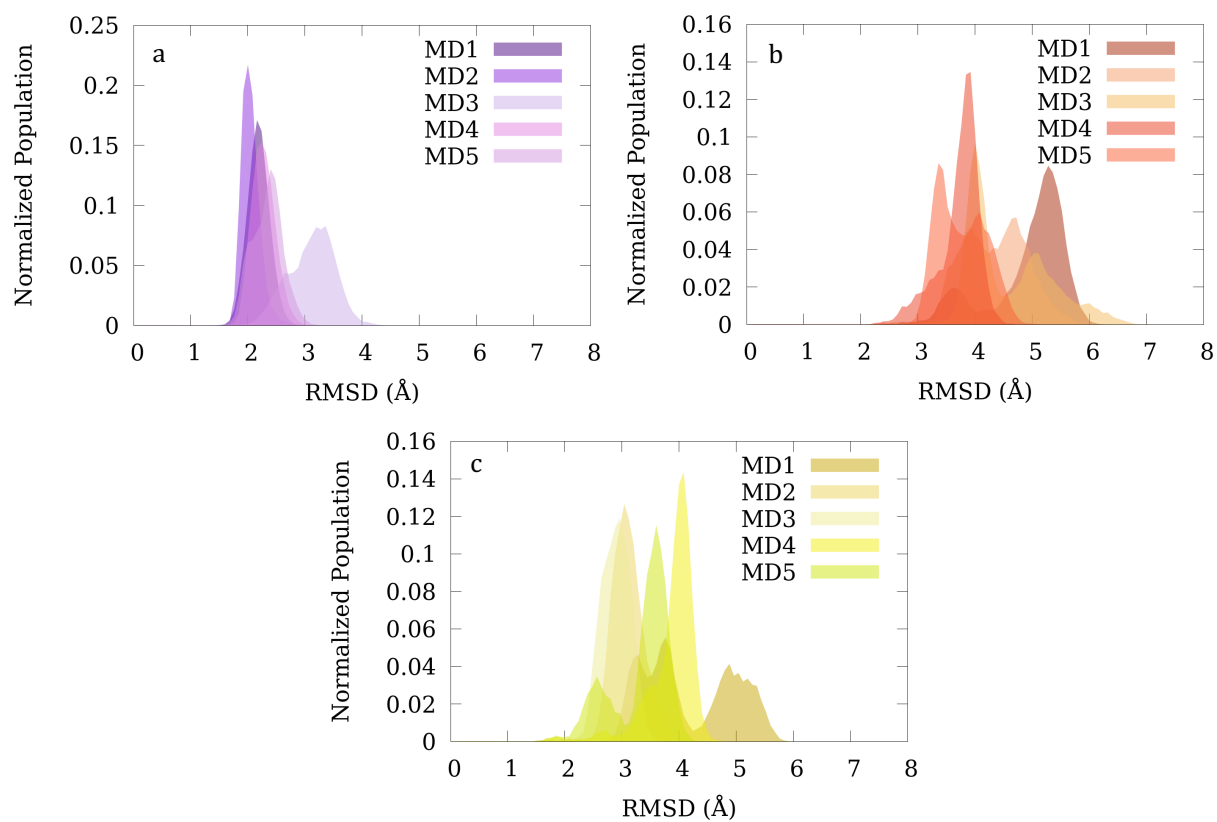 a
Normalized Population
0.25
0.2
0.15
0.1
0.05
0
MD1
MD2
MD3
MD4
MD5
0 1 2 3 4 5 6 7 8
RMSD (Å)
b
Normalized Population
0.16
0.14
0.12
0.1
0.08
0.06
0.04
0.02
0
MD1
MD2
MD3
MD4
MD5
0 1 2 3 4 5 6 7 8
RMSD (Å)
c
Normalized Population
0.16
0.14
0.12
0.1
0.08
0.06
0.04
0.02
0
MD1
MD2
MD3
MD4
MD5
0 1 2 3 4 5 6 7 8
RMSD (Å)